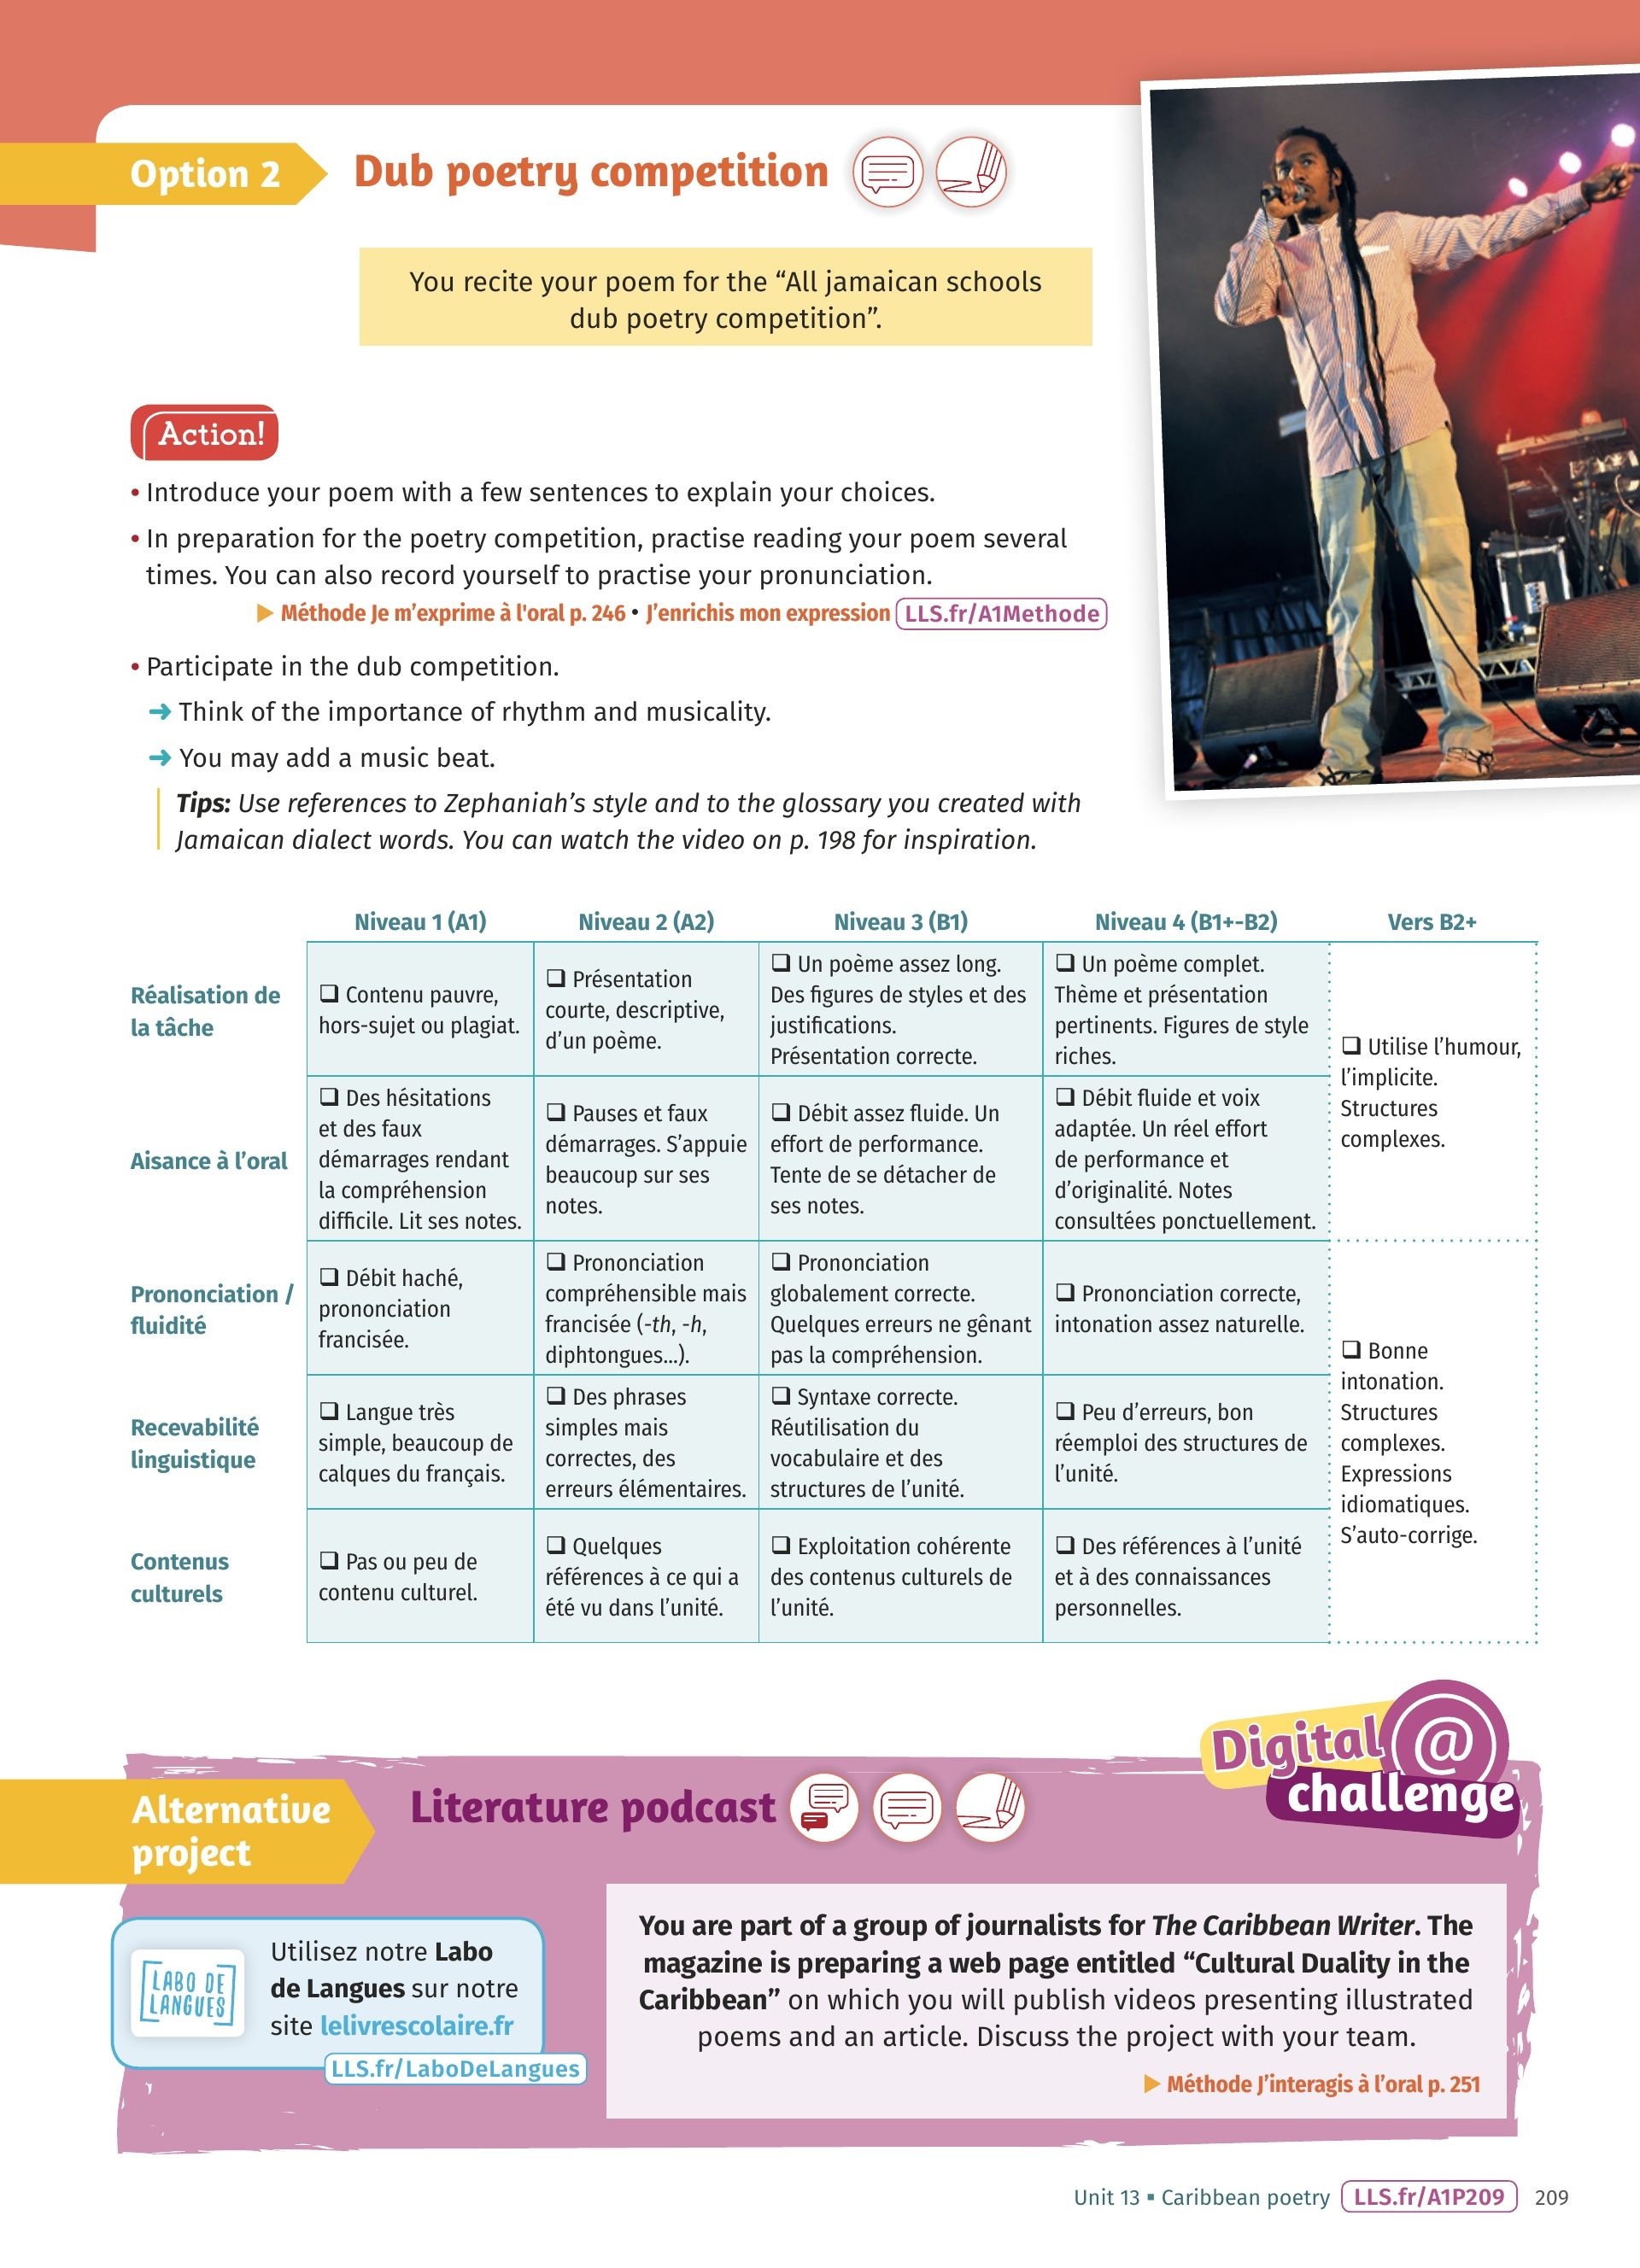 Option 2
Dub poetry competition
You recite your poem for the “All jamaican schools
dub poetry competition”.
Action!
• Introduce your poem with a few sentences to explain your choices.
• In preparation for the poetry competition, practise reading your poem several
times. You can also record yourself to practise your pronunciation.
▶ Méthode Je m’exprime à l'oral p. 246 • J’enrichis mon expression LLS.fr/A1Methode
• Participate in the dub competition.
➜ Think of the importance of rhythm and musicality.
➜ You may add a music beat.
Tips: Use references to Zephaniah’s style and to the glossary you created with
Jamaican dialect words. You can watch the video on p. 198 for inspiration.
Niveau 1 (A1) Niveau 2 (A2) Niveau 3 (B1) Niveau 4 (B1+-B2) Vers B2+
Réalisation de
la tâche
❑ Contenu pauvre,
hors-sujet ou plagiat.
❑ Présentation
courte, descriptive,
d’un poème.
❑ Un poème assez long.
Des figures de styles et des
justifications.
Présentation correcte.
❑ Un poème complet.
Thème et présentation
pertinents. Figures de style
riches.
❑ Utilise l’humour,
l’implicite.
Structures
complexes.
Aisance à l’oral
❑ Des hésitations
et des faux
démarrages rendant
la compréhension
difficile. Lit ses notes.
❑ Pauses et faux
démarrages. S’appuie
beaucoup sur ses
notes.
❑ Débit assez fluide. Un
effort de performance.
Tente de se détacher de
ses notes.
❑ Débit fluide et voix
adaptée. Un réel effort
de performance et
d’originalité. Notes
consultées ponctuellement.
Prononciation /
fluidité
❑ Débit haché,
prononciation
francisée.
❑ Prononciation
compréhensible mais
francisée (-th, -h,
diphtongues...).
❑ Prononciation
globalement correcte.
Quelques erreurs ne gênant
pas la compréhension.
❑ Prononciation correcte,
intonation assez naturelle.
❑ Bonne
intonation.
Structures
complexes.
Expressions
idiomatiques.
S’auto-corrige.
Recevabilité
linguistique
❑ Langue très
simple, beaucoup de
calques du français.
❑ Des phrases
simples mais
correctes, des
erreurs élémentaires.
❑ Syntaxe correcte.
Réutilisation du
vocabulaire et des
structures de l’unité.
❑ Peu d’erreurs, bon
réemploi des structures de
l’unité.
Contenus
culturels
❑ Pas ou peu de
contenu culturel.
❑ Quelques
références à ce qui a
été vu dans l’unité.
❑ Exploitation cohérente
des contenus culturels de
l’unité.
❑ Des références à l’unité
et à des connaissances
personnelles.
Digital @
challenge
Alternative
project
Literature podcast
LABO DE
LANGUES
Utilisez notre Labo
de Langues sur notre
site lelivrescolaire.fr
LLS.fr/LaboDeLangues
You are part of a group of journalists for The Caribbean Writer. The
magazine is preparing a web page entitled “Cultural Duality in the
Caribbean” on which you will publish videos presenting illustrated
poems and an article. Discuss the project with your team.
▶ Méthode J’interagis à l’oral p. 251
Unit 13 ▪ Caribbean poetry LLS.fr/A1P209 209